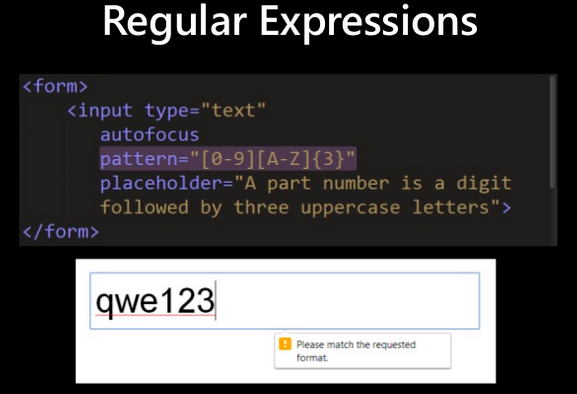 Regular Expressions
<form>
<input type="text"
autofocus
pattern="[0-9][A-Z]{3}"
placeholder="A part number is a digit
followed by three uppercase letters">
</form>
qwe123
Please match the requested
format.